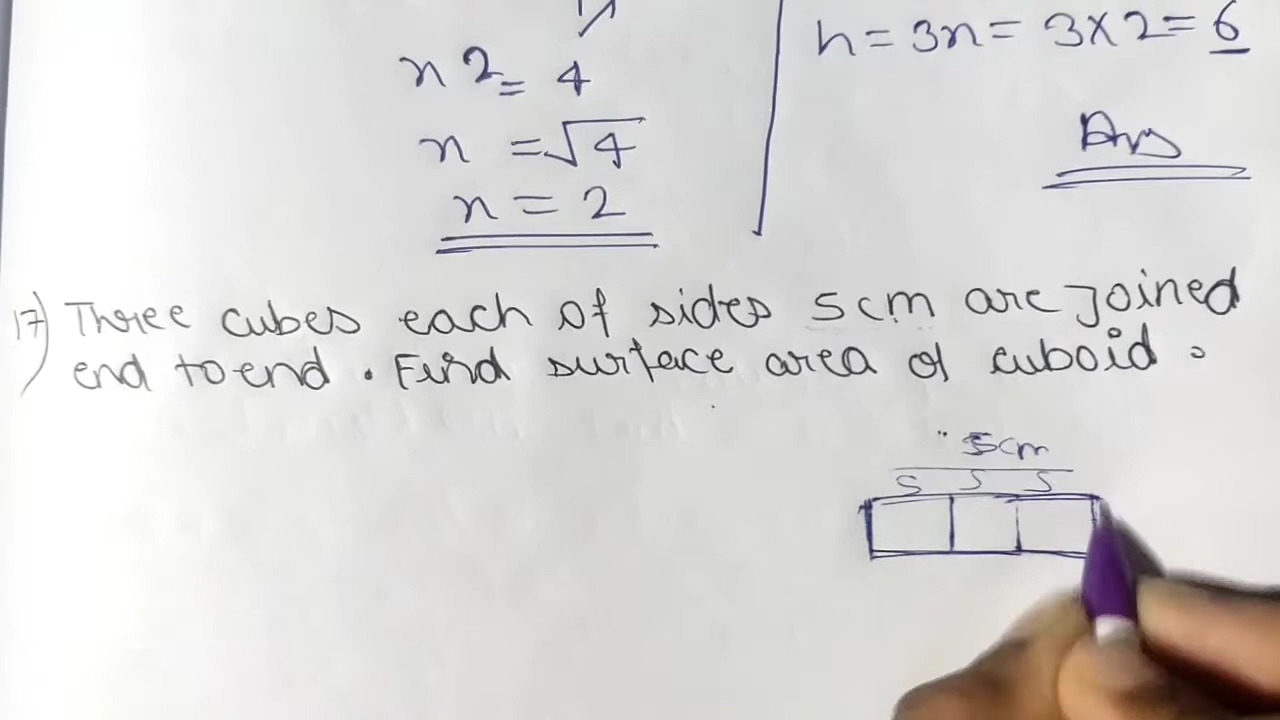 n2 = 4
n = √4
n = 2
h = 3n = 3×2 = 6
Ans
17) Three cubes each of sides 5cm are joined
end to end. Find surface area of cuboid.
5cm
5 5 5